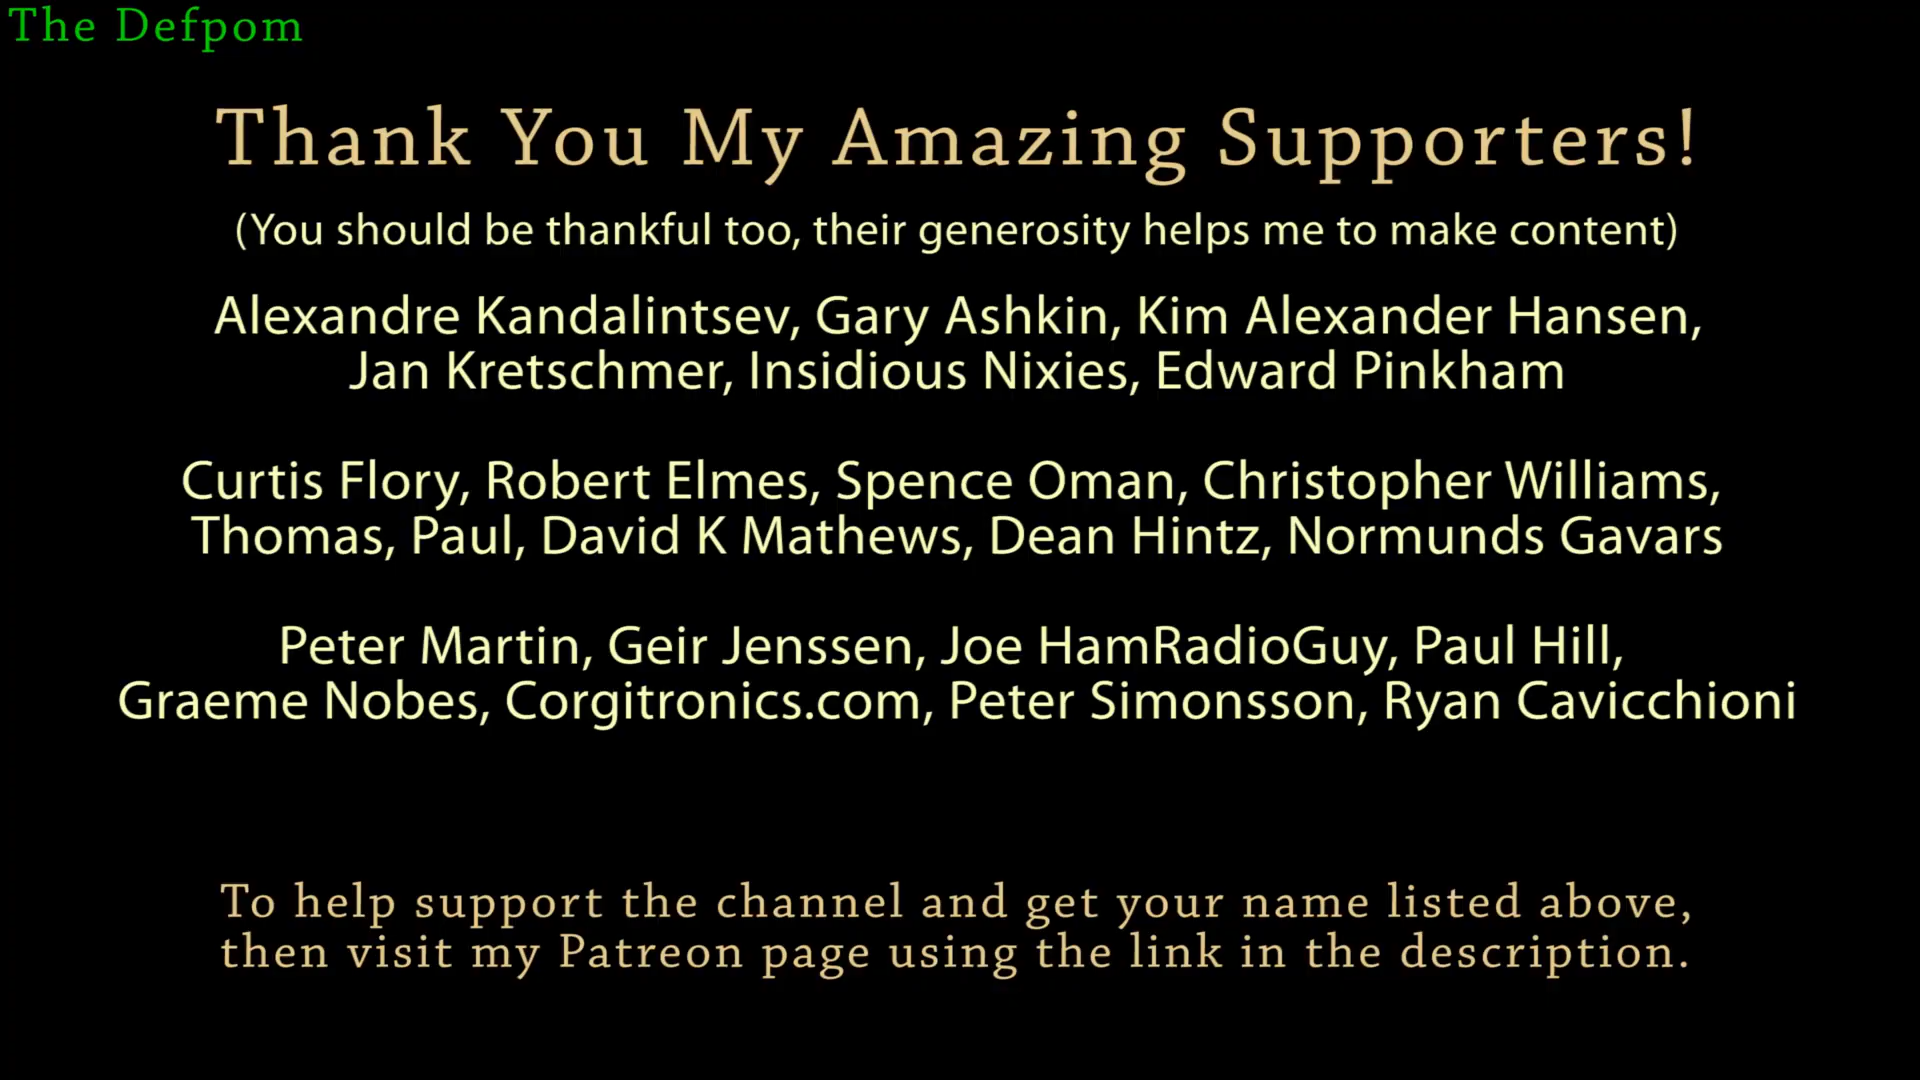 The Defpom
Thank You My Amazing Supporters!
(You should be thankful too, their generosity helps me to make content)
Alexandre Kandalintsev, Gary Ashkin, Kim Alexander Hansen,
Jan Kretschmer, Insidious Nixies, Edward Pinkham
Curtis Flory, Robert Elmes, Spence Oman, Christopher Williams,
Thomas, Paul, David K Mathews, Dean Hintz, Normunds Gavars
Peter Martin, Geir Jenssen, Joe HamRadioGuy, Paul Hill,
Graeme Nobes, Corgitronics.com, Peter Simonsson, Ryan Cavicchioni
To help support the channel and get your name listed above,
then visit my Patreon page using the link in the description.